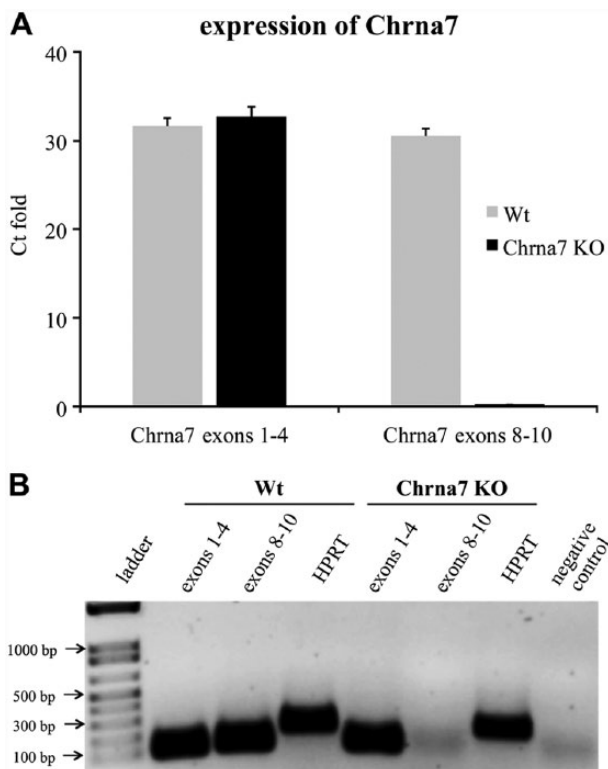 A
expression of Chrna7
40
30
20
10
0
Ct fold
Wt
Chrna7 KO
Chrna7 exons 1-4
Chrna7 exons 8-10
B
Wt
Chrna7 KO
ladder
exons 1-4
exons 8-10
HPRT
exons 1-4
exons 8-10
HPRT
negative
control
1000 bp
500 bp
300 bp
100 bp